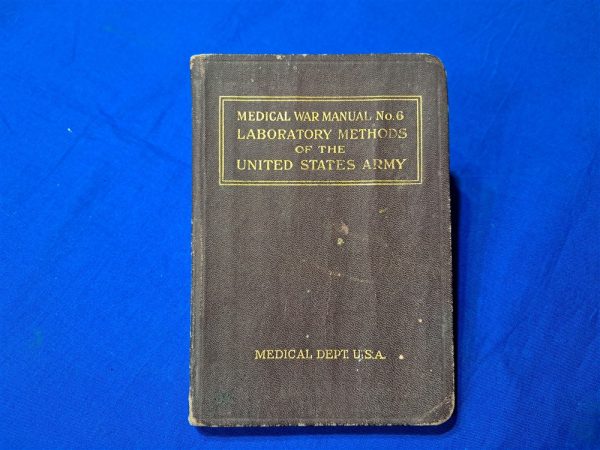 MEDICAL WAR MANUAL No. 6
LABORATORY METHODS
OF THE
UNITED STATES ARMY
MEDICAL DEPT. U.S.A.